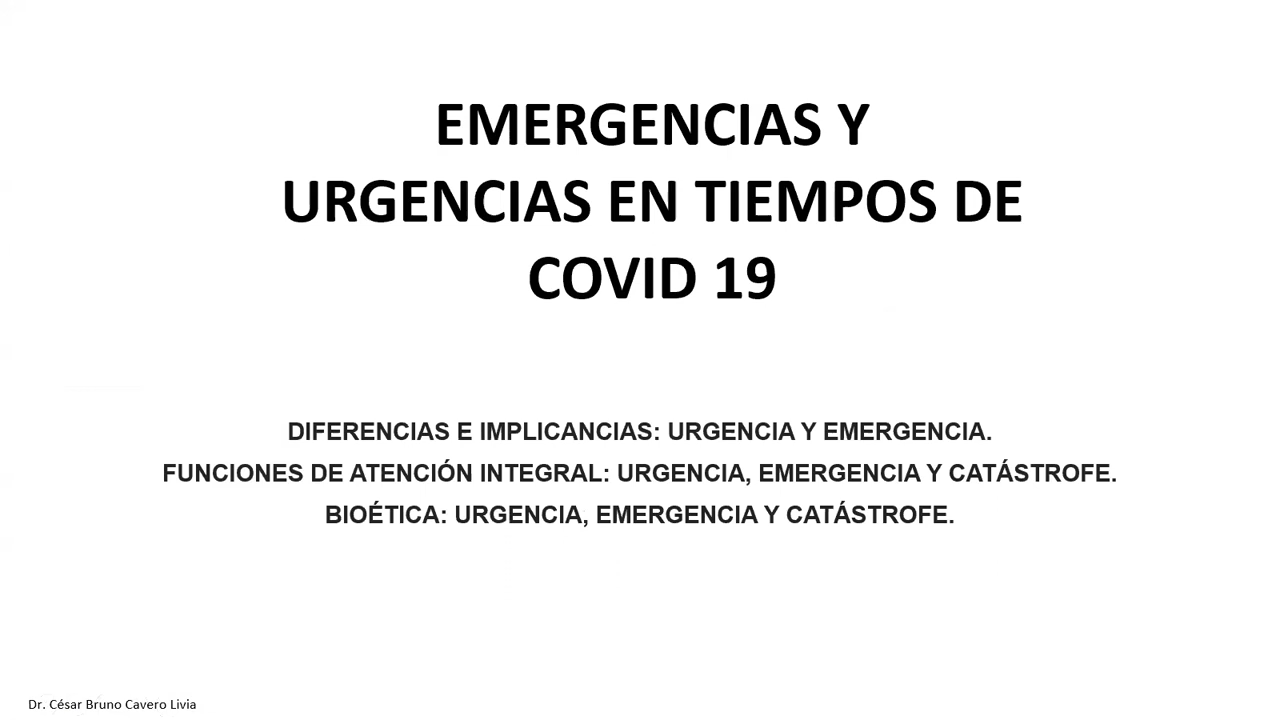 EMERGENCIAS Y
URGENCIAS EN TIEMPOS DE
COVID 19
DIFERENCIAS E IMPLICANCIAS: URGENCIA Y EMERGENCIA.
FUNCIONES DE ATENCIÓN INTEGRAL: URGENCIA, EMERGENCIA Y CATÁSTROFE.
BIOÉTICA: URGENCIA, EMERGENCIA Y CATÁSTROFE.
Dr. César Bruno Cavero Livia